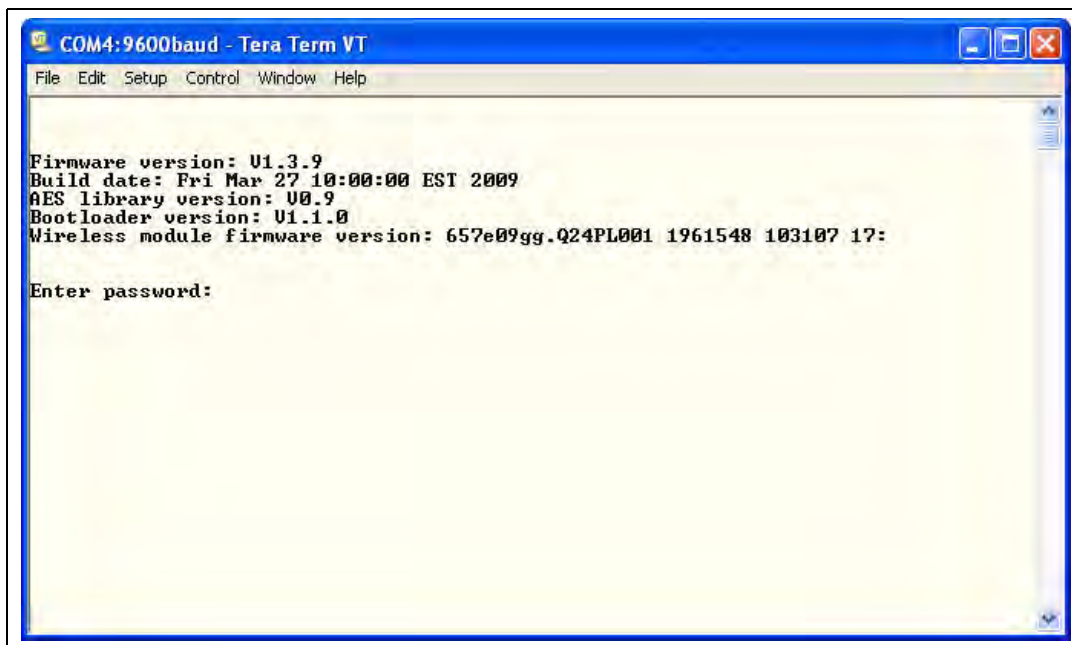 COM4:9600baud - Tera Term VT
File Edit Setup Control Window Help
Firmware version: V1.3.9
Build date: Fri Mar 27 10:00:00 EST 2009
AES library version: V0.9
Bootloader version: V1.1.0
Wireless module firmware version: 657e09gg.Q24PL001 1961548 103107 17:
Enter password: